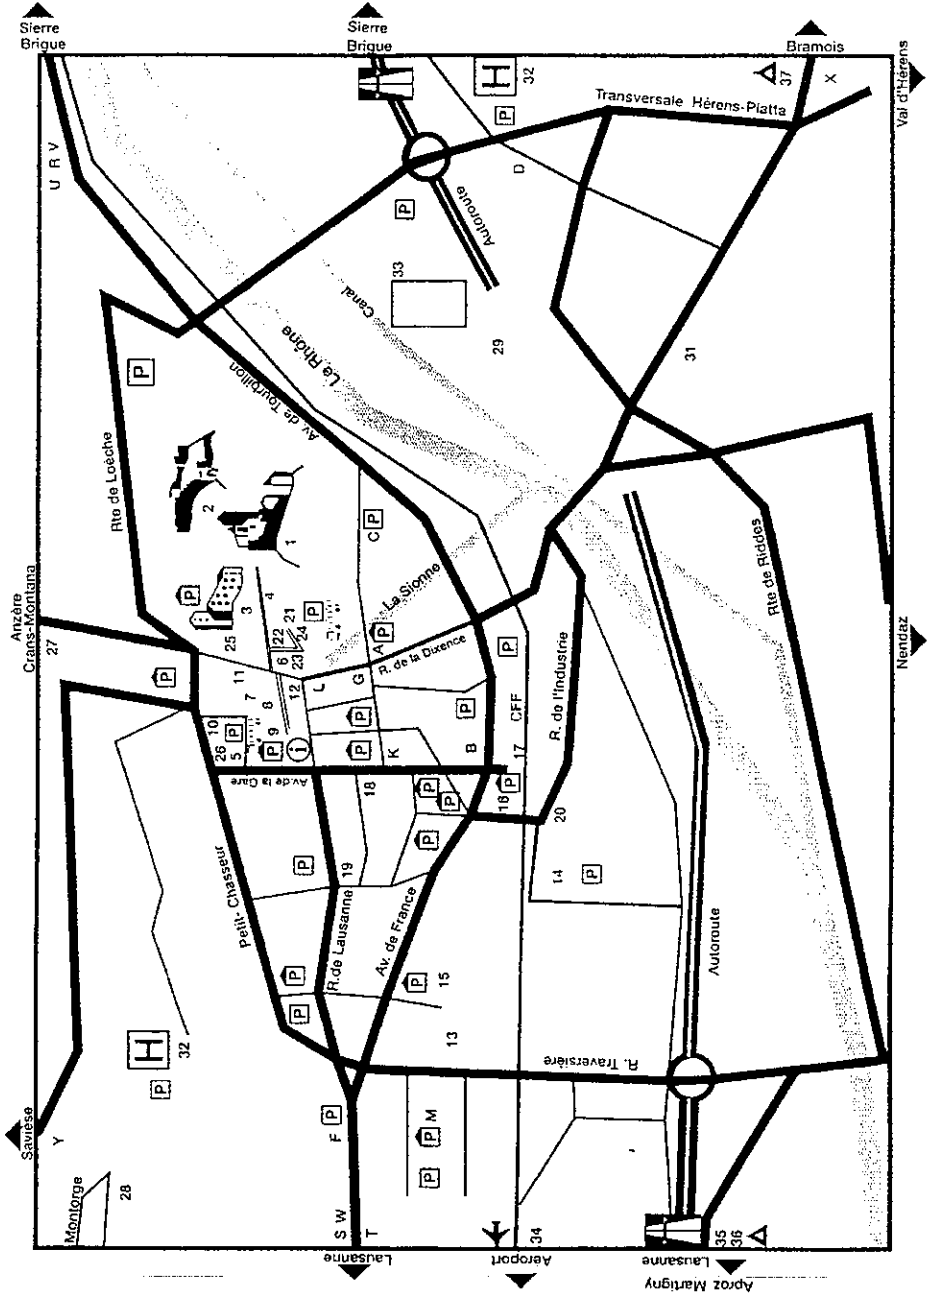 Savièse
Anzère
Crans-Montana
Sierre
Brigue
Sierre
Brigue
Bramois
Val d'Hérens
Nendaz
Lausanne
Aéroport
Lausanne
Aproz Martigny
Montorge
28
Y
H
32
P
27
P
Rte de Loèche
P
U R V
Petit-Chasseur
10
26
5
P
9
P
i
7
8
11
25
3
P
4
6
22
23
24
21
P
12
2
1
Av. de la Gare
L
G
A
P
R. de la Dixence
La Sionne
C
P
Av. de Tourbillon
Le Rhône
Canal
33
P
Autoroute
29
31
D
P
H
32
37
X
Transversale Hérens-Piatta
P
P
P
R. de Lausanne
19
18
K
P
P
B
P
P
P
P
P
16
17
CFF
P
R. de l'Industrie
20
14
P
Av. de France
P
15
13
R. Traversière
Autoroute
Rte de Riddes
F
P
S W
T
P
P
M
34
35
36